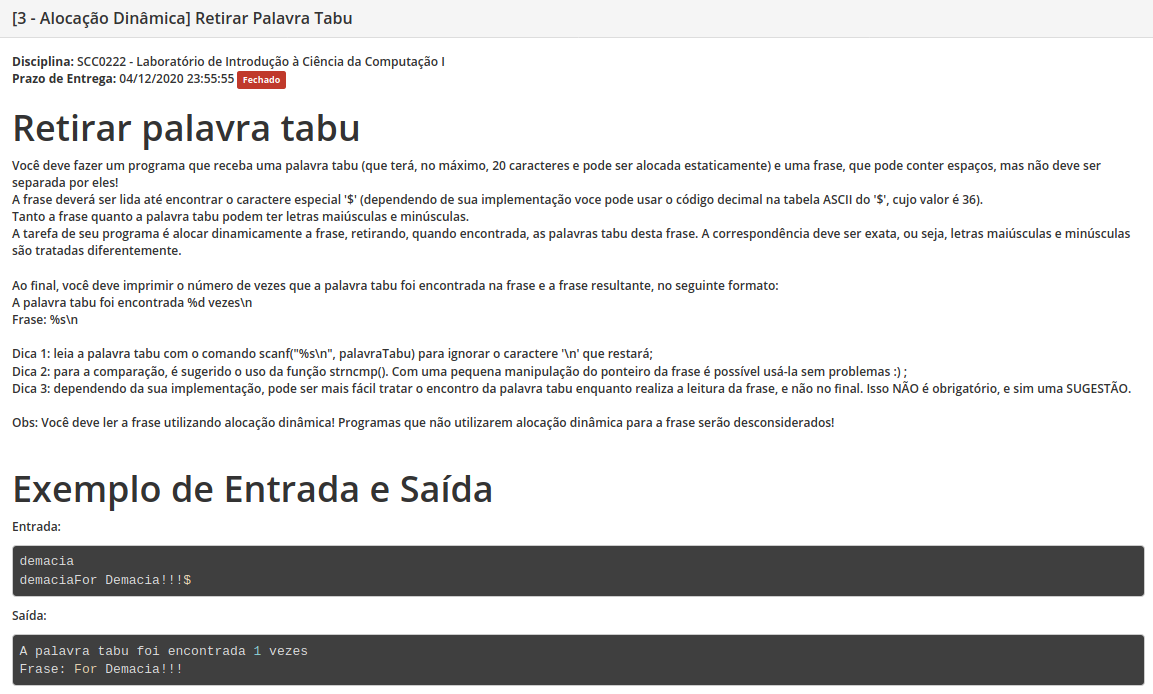 [3 - Alocação Dinâmica] Retirar Palavra Tabu
Disciplina: SCC0222 - Laboratório de Introdução à Ciência da Computação I
Prazo de Entrega: 04/12/2020 23:55:55 Fechado
Retirar palavra tabu
Você deve fazer um programa que receba uma palavra tabu (que terá, no máximo, 20 caracteres e pode ser alocada estaticamente) e uma frase, que pode conter espaços, mas não deve ser
separada por eles!
A frase deverá ser lida até encontrar o caractere especial '$' (dependendo de sua implementação voce pode usar o código decimal na tabela ASCII do '$', cujo valor é 36).
Tanto a frase quanto a palavra tabu podem ter letras maiúsculas e minúsculas.
A tarefa de seu programa é alocar dinamicamente a frase, retirando, quando encontrada, as palavras tabu desta frase. A correspondência deve ser exata, ou seja, letras maiúsculas e minúsculas
são tratadas diferentemente.
Ao final, você deve imprimir o número de vezes que a palavra tabu foi encontrada na frase e a frase resultante, no seguinte formato:
A palavra tabu foi encontrada %d vezes\n
Frase: %s\n
Dica 1: leia a palavra tabu com o comando scanf("%s\n", palavraTabu) para ignorar o caractere '\n' que restará;
Dica 2: para a comparação, é sugerido o uso da função strncmp(). Com uma pequena manipulação do ponteiro da frase é possível usá-la sem problemas :) ;
Dica 3: dependendo da sua implementação, pode ser mais fácil tratar o encontro da palavra tabu enquanto realiza a leitura da frase, e não no final. Isso NÃO é obrigatório, e sim uma SUGESTÃO.
Obs: Você deve ler a frase utilizando alocação dinâmica! Programas que não utilizarem alocação dinâmica para a frase serão desconsiderados!
Exemplo de Entrada e Saída
Entrada:
demacia
demaciaFor Demacia!!!$
Saída:
A palavra tabu foi encontrada 1 vezes
Frase: For Demacia!!!